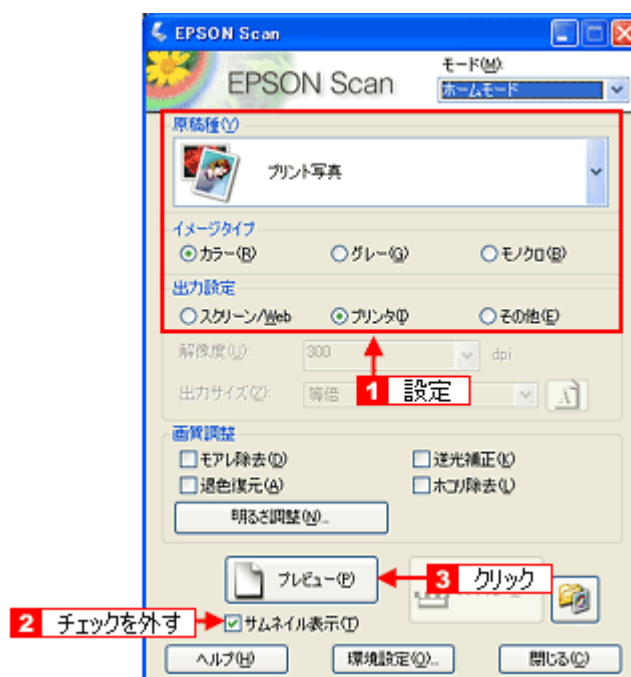 EPSON Scan
EPSON Scan
モード(M):
ホームモード
原稿種(Y)
プリント写真
イメージタイプ
カラー(R)
グレー(G)
モノクロ(B)
出力設定
スクリーン/Web
プリンタ(I)
その他(E)
解像度(U):
300
dpi
出力サイズ(Z):
等倍
1 設定
画質調整
モアレ除去(D)
逆光補正(K)
退色復元(A)
ホコリ除去(L)
明るさ調整(N)...
プレビュー(P)
3 クリック
2 チェックを外す
サムネイル表示(T)
ヘルプ(H)
環境設定(O)...
閉じる(C)